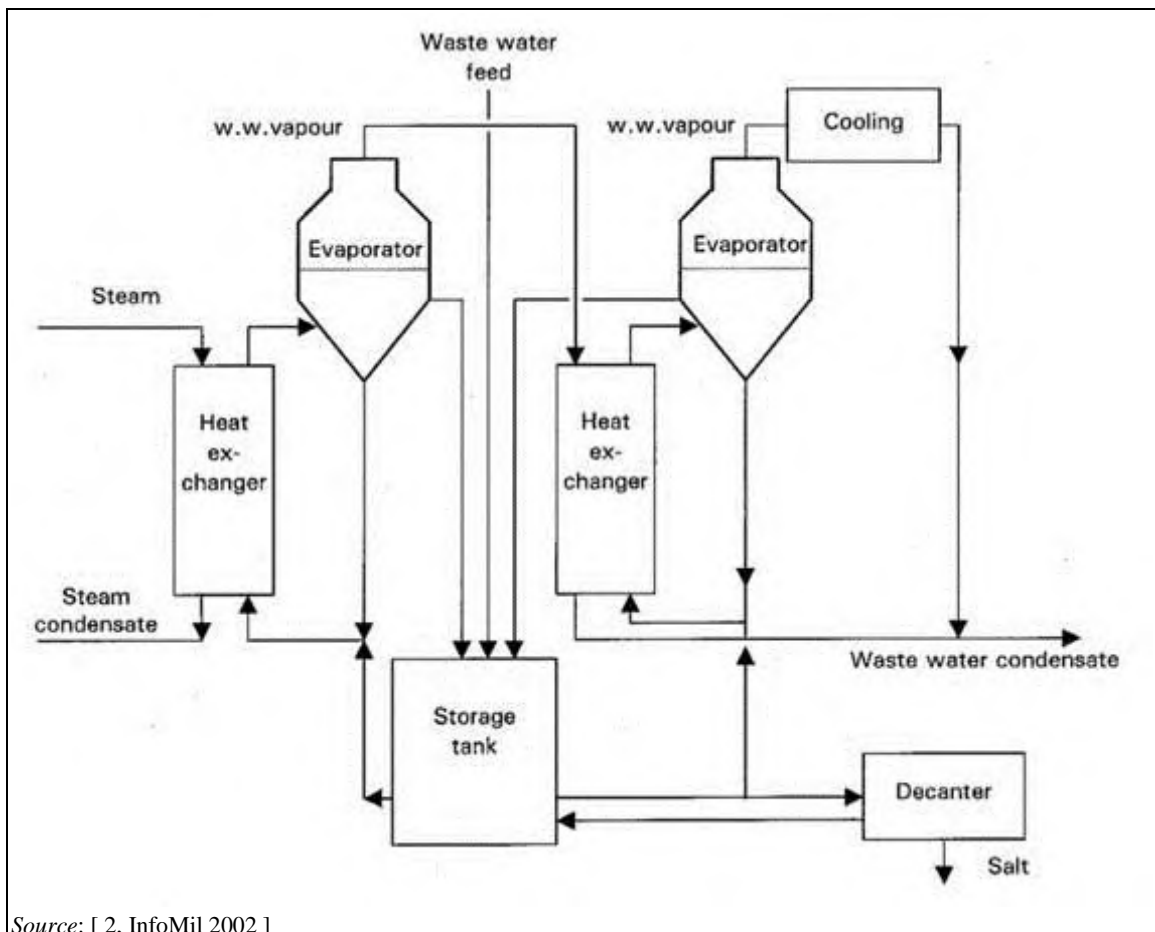 Waste water
feed
w.w.vapour
w.w.vapour
Cooling
Evaporator
Evaporator
Steam
Heat
ex-
changer
Heat
ex-
changer
Steam
condensate
Waste water condensate
Storage
tank
Decanter
Salt
Source: [ 2, InfoMil 2002 ]